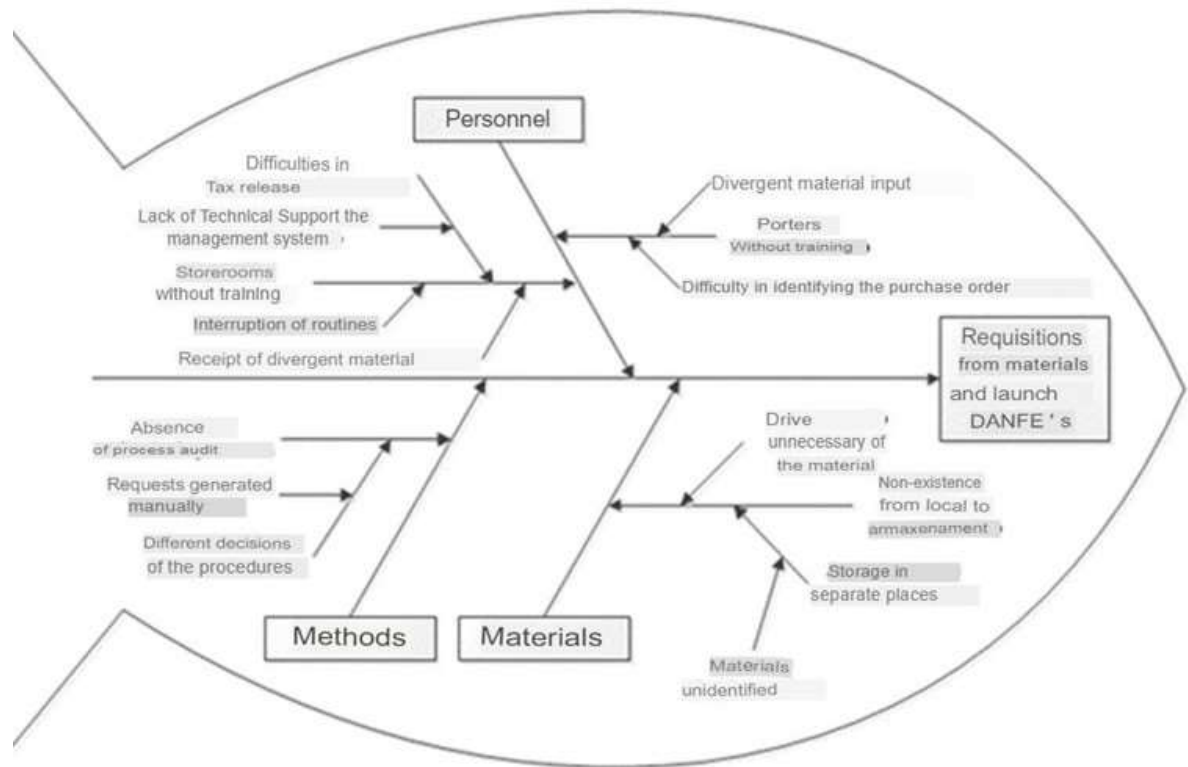 Personnel
Difficulties in
Tax release
Lack of Technical Support the
management system
Storerooms
without training
Interruption of routines
Receipt of divergent material
Divergent material input
Porters
Without training
Difficulty in identifying the purchase order
Requisitions
from materials
and launch
DANFE ' s
Absence
of process audit
Requests generated
manually
Different decisions
of the procedures
Methods
Materials
Drive
unnecessary of
the material
Non-existence
from local to
armaxenament
Storage in
separate places
Materials
unidentified